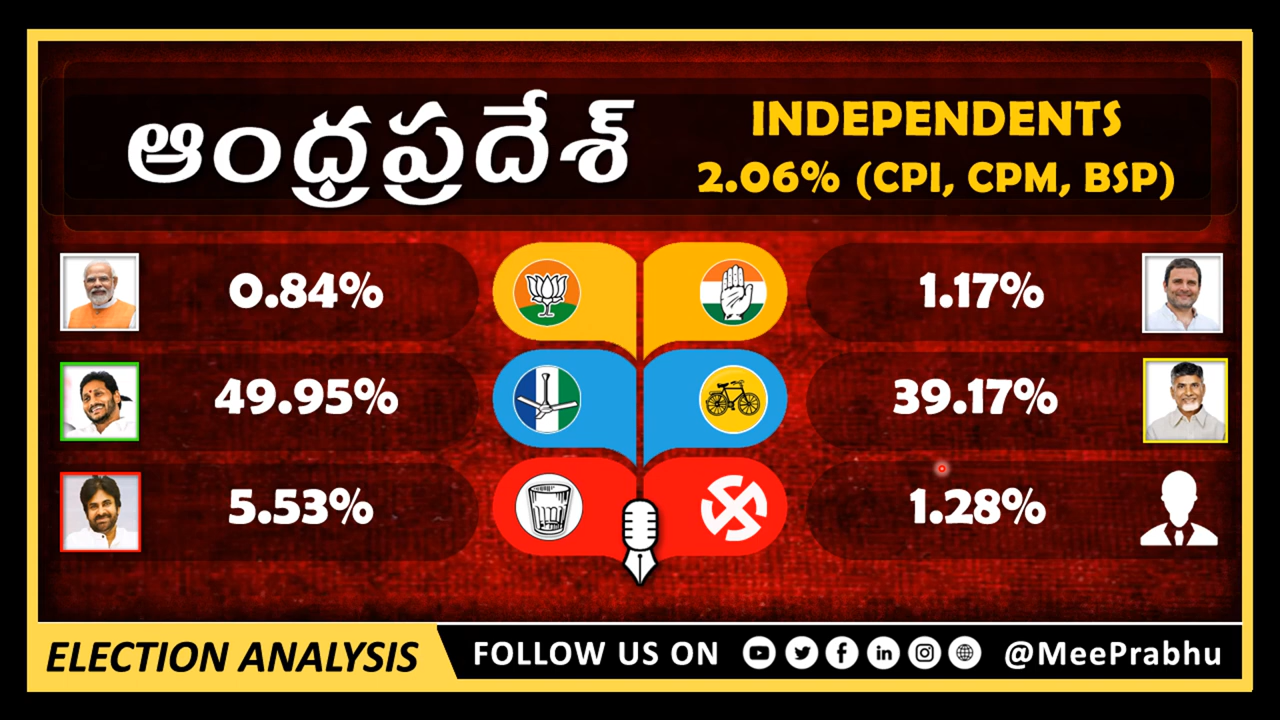 ఆంధ్రప్రదేశ్
INDEPENDENTS
2.06% (CPI, CPM, BSP)
0.84%
1.17%
49.95%
39.17%
5.53%
1.28%
ELECTION ANALYSIS
FOLLOW US ON
@MeePrabhu